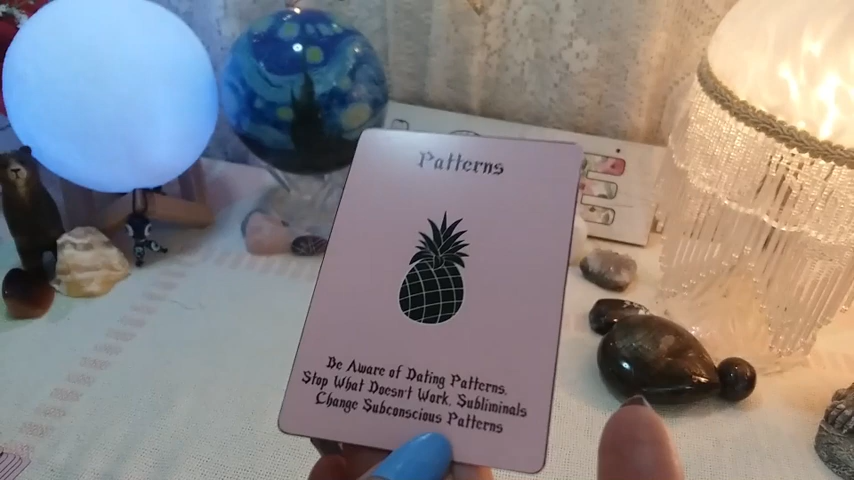 Patterns
Be Aware of Dating Patterns.
Stop What Doesn't Work. Subliminals
Change Subconscious Patterns